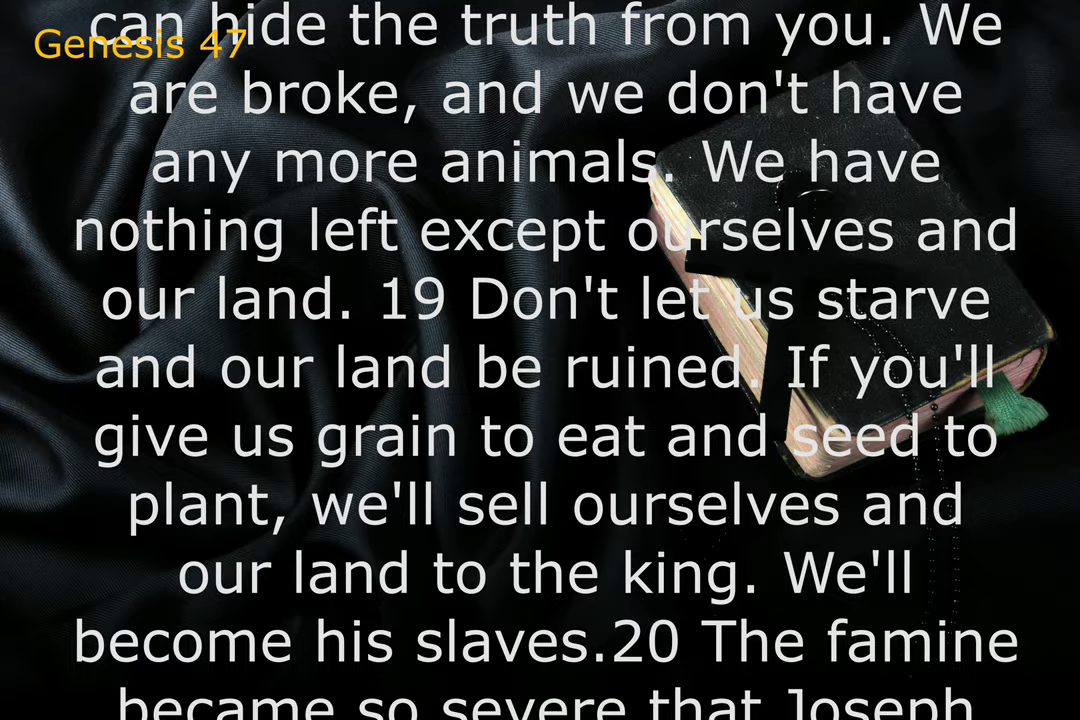 can hide the truth from you. We
Genesis 47
are broke, and we don't have
any more animals. We have
nothing left except ourselves and
our land. 19 Don't let us starve
and our land be ruined. If you'll
give us grain to eat and seed to
plant, we'll sell ourselves and
our land to the king. We'll
become his slaves.20 The famine
became so severe that Joseph